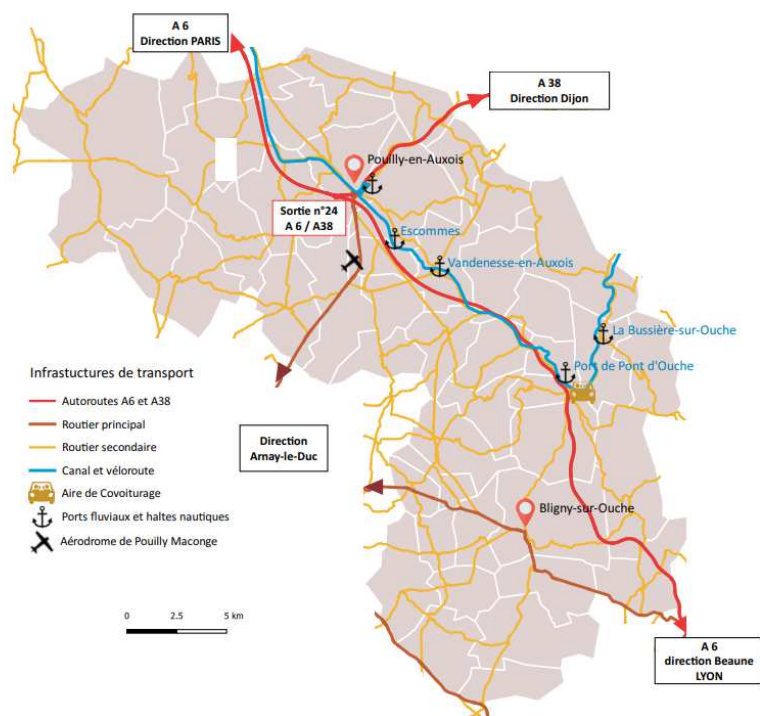 A 6
Direction PARIS
A 38
Direction Dijon
Pouilly-en-Auxois
Sortie n°24
A 6 / A38
Escommes
Vandenesse-en-Auxois
La Bussière-sur-Ouche
Port de Pont d'Ouche
Infrastuctures de transport
Autoroutes A6 et A38
Routier principal
Routier secondaire
Canal et véloroute
Aire de Covoiturage
Ports fluviaux et haltes nautiques
Aérodrome de Pouilly Maconge
Direction
Arnay-le-Duc
Bligny-sur-Ouche
0 2.5 5 km
A 6
direction Beaune
LYON